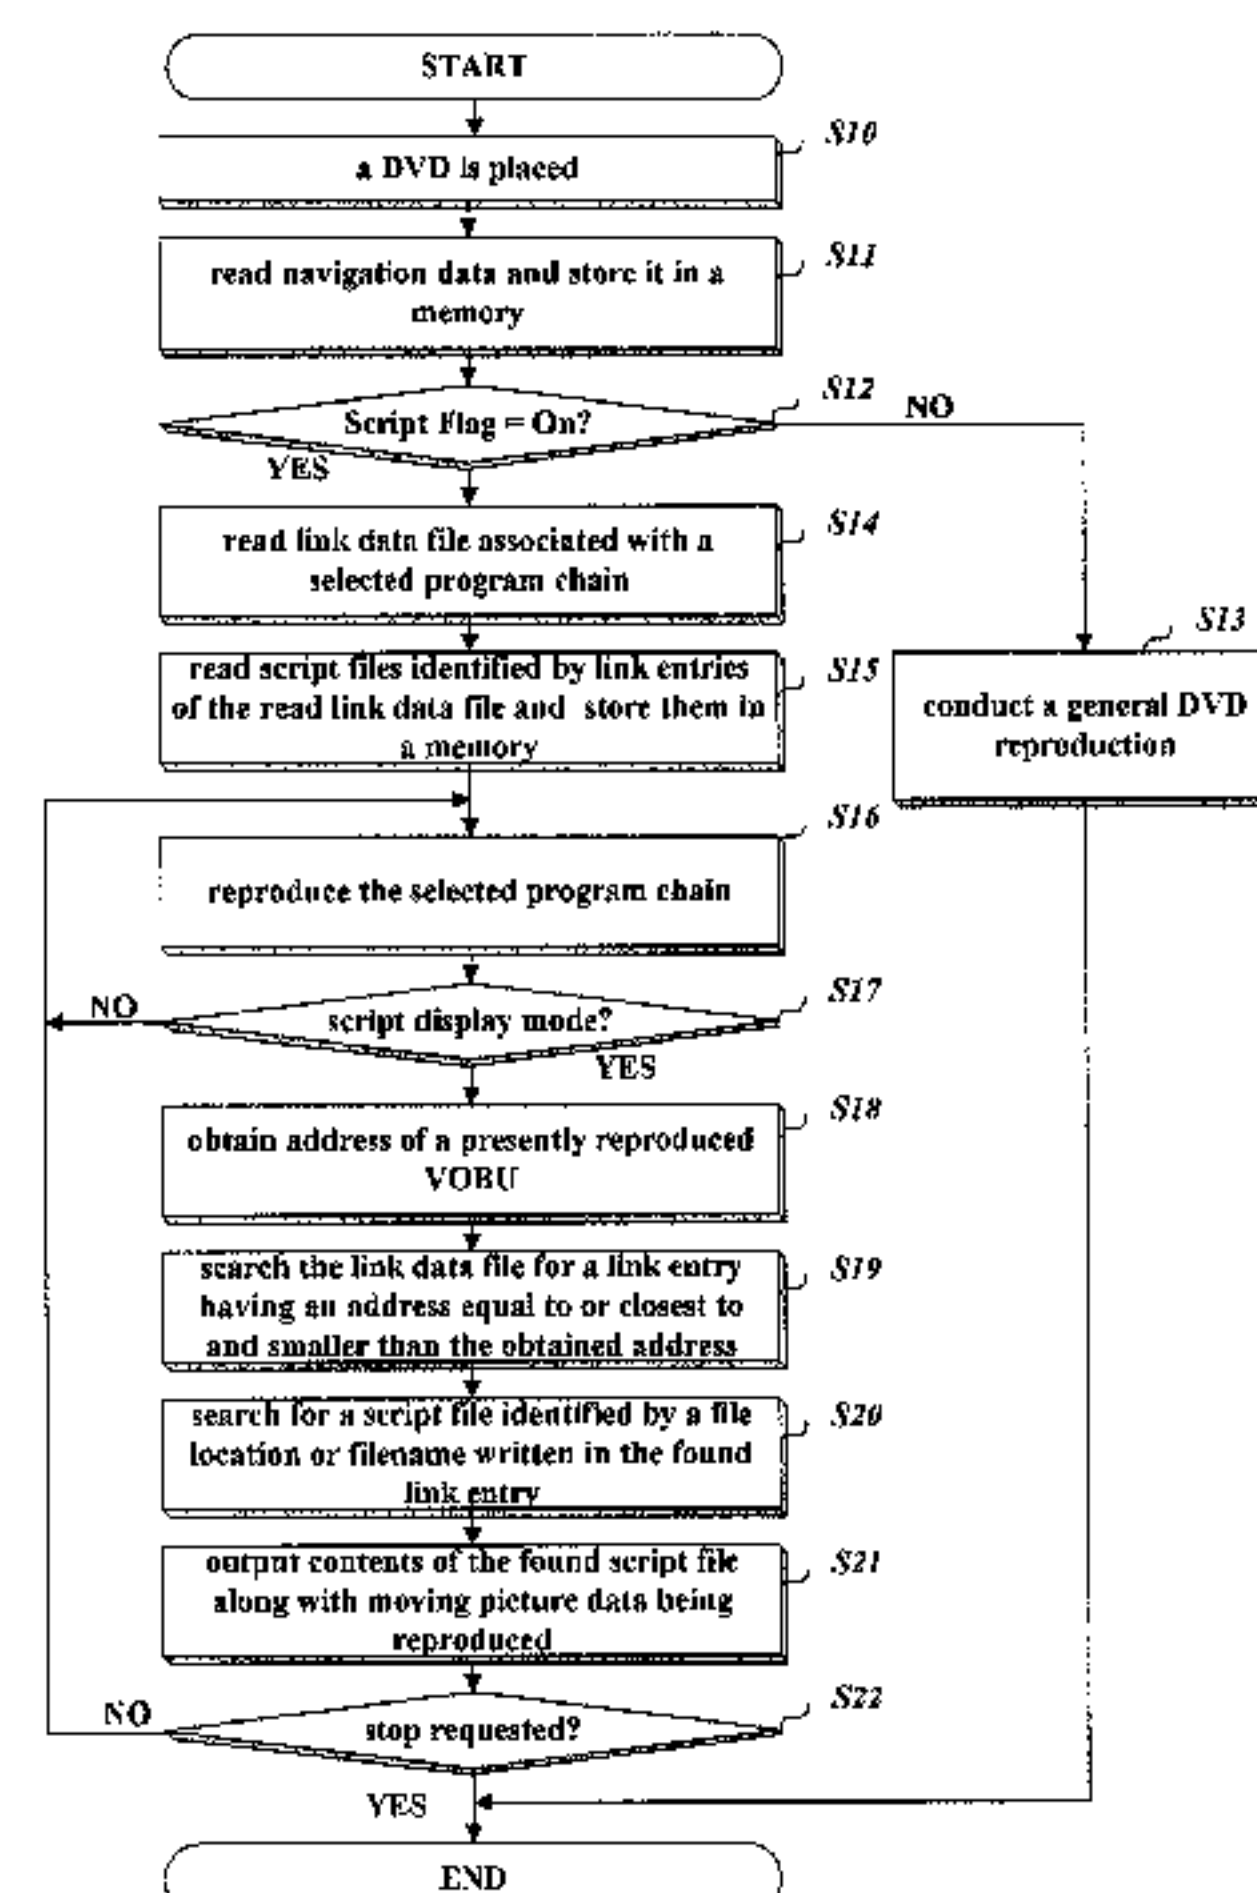 START
S10
a DVD is placed
S11
read navigation data and store it in a
memory
S12
Script Flag = On?
NO
YES
S14
read link data file associated with a
selected program chain
S13
conduct a general DVD
reproduction
S15
read script files identified by link entries
of the read link data file and store them in
a memory
S16
reproduce the selected program chain
S17
script display mode?
NO
YES
S18
obtain address of a presently reproduced
VOBU
S19
search the link data file for a link entry
having an address equal to or closest to
and smaller than the obtained address
S20
search for a script file identified by a file
location or filename written in the found
link entry
S21
output contents of the found script file
along with moving picture data being
reproduced
S22
stop requested?
NO
YES
END